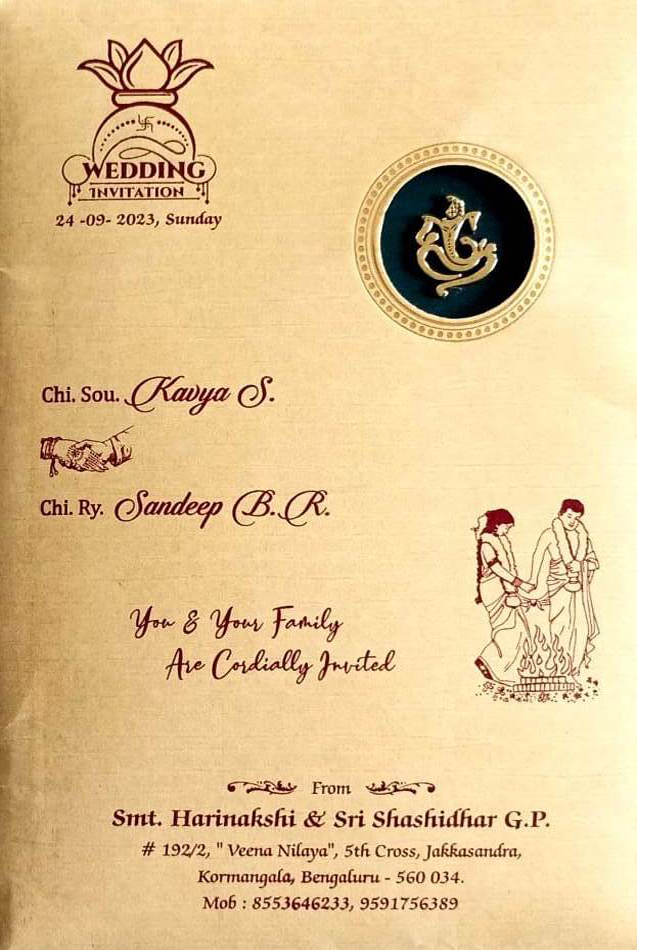 WEDDING
INVITATION
24 -09- 2023, Sunday
Chi. Sou. Kavya S.
Chi. Ry. Sandeep B. R.
You & Your Family
Are Cordially Invited
From
Smt. Harinakshi & Sri Shashidhar G.P.
# 192/2, " Veena Nilaya", 5th Cross, Jakkasandra,
Kormangala, Bengaluru - 560 034.
Mob : 8553646233, 9591756389